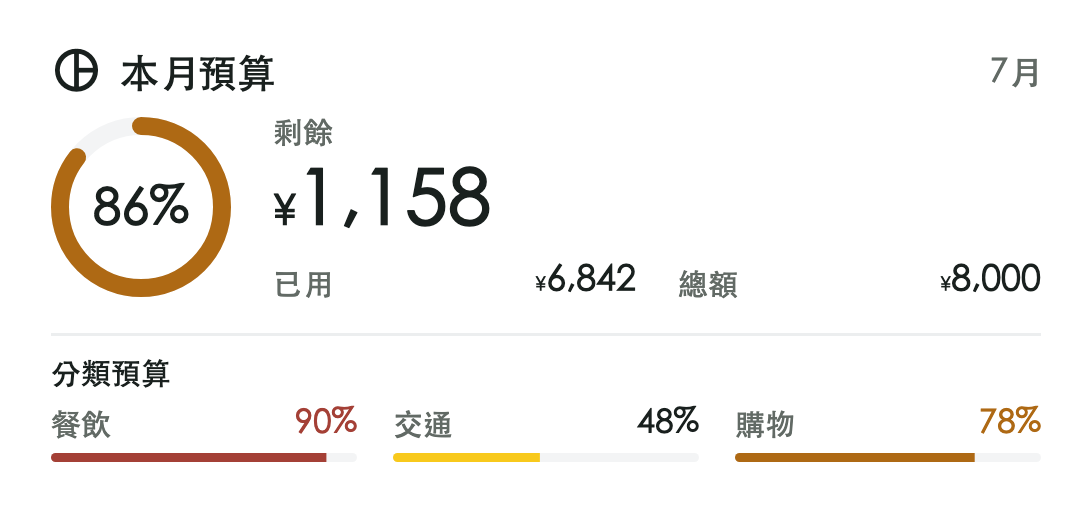 本月預算
7月
86%
剩餘
¥1,158
已用 ¥6,842 總額 ¥8,000
分類預算
餐飲 90% 交通 48% 購物 78%